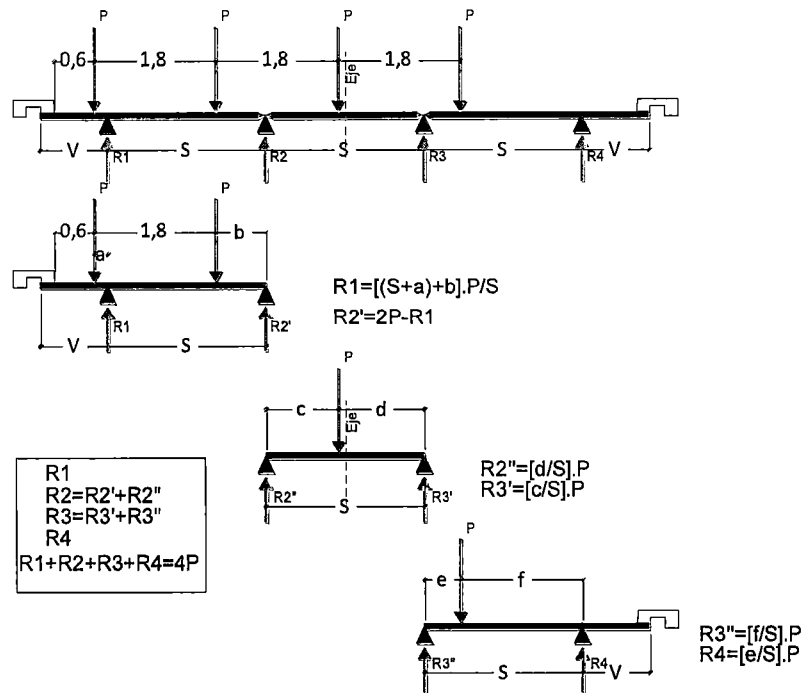 P P P P
0,6 1,8 1,8 Eje 1,8
R1 R2 R3 R4
V S S S V
P P
0,6 1,8 b
a
R1=[(S+a)+b].P/S
R1 R2'
R2'=2P-R1
V S
P
c Eje d
R2" R3'
S
R2"=[d/S].P
R3'=[c/S].P
R1
R2=R2'+R2"
R3=R3'+R3"
R4
R1+R2+R3+R4=4P
P
e f
R3" R4
S V
R3"=[f/S].P
R4=[e/S].P